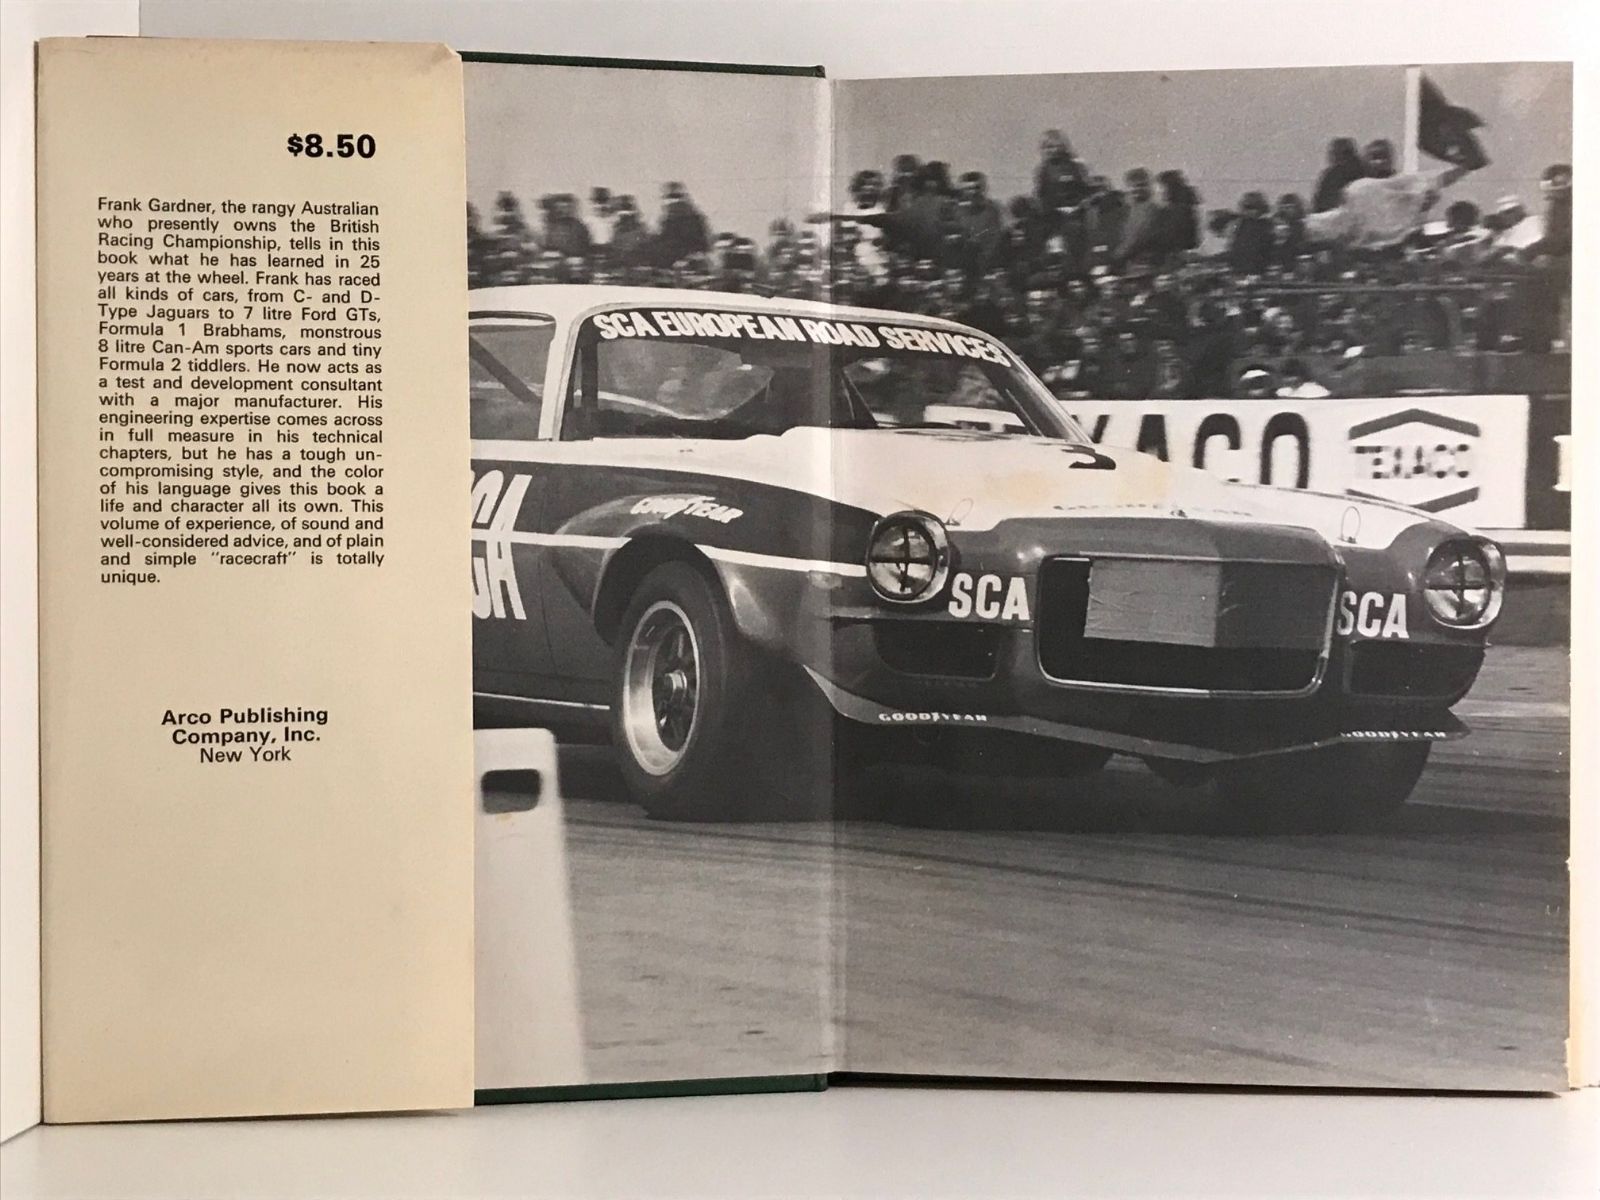 $8.50
Frank Gardner, the rangy Australian
who presently owns the British
Racing Championship, tells in this
book what he has learned in 25
years at the wheel. Frank has raced
all kinds of cars, from C- and D-
Type Jaguars to 7 litre Ford GTs,
Formula 1 Brabhams, monstrous
8 litre Can-Am sports cars and tiny
Formula 2 tiddlers. He now acts as
a test and development consultant
with a major manufacturer. His
engineering expertise comes across
in full measure in his technical
chapters, but he has a tough un-
compromising style, and the color
of his language gives this book a
life and character all its own. This
volume of experience, of sound and
well-considered advice, and of plain
and simple "racecraft" is totally
unique.
Arco Publishing
Company, Inc.
New York
SCA EUROPEAN ROAD SERVICES
TEXACO
TEXACO
GOODYEAR
CA
CA
SCA
SCA
GOODYEAR
GOODYEAR